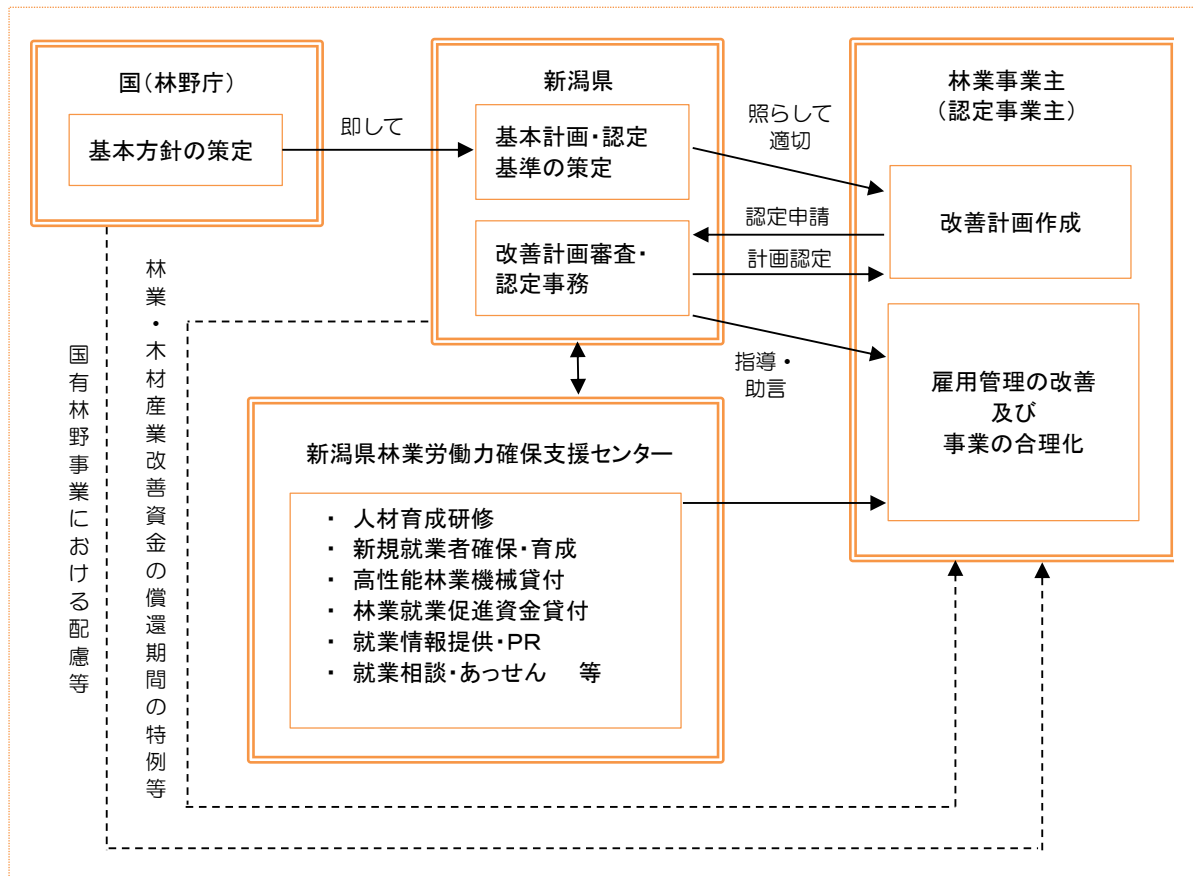 国(林野庁)
基本方針の策定
即して
新潟県
基本計画・認定
基準の策定
改善計画審査・
認定事務
照らして
適切
認定申請
計画認定
指導・
助言
林業事業主
(認定事業主)
改善計画作成
雇用管理の改善
及び
事業の合理化
新潟県林業労働力確保支援センター
・ 人材育成研修
・ 新規就業者確保・育成
・ 高性能林業機械貸付
・ 林業就業促進資金貸付
・ 就業情報提供・PR
・ 就業相談・あっせん 等
林業・木材産業改善資金の償還期間の特例等
国有林野事業における配慮等